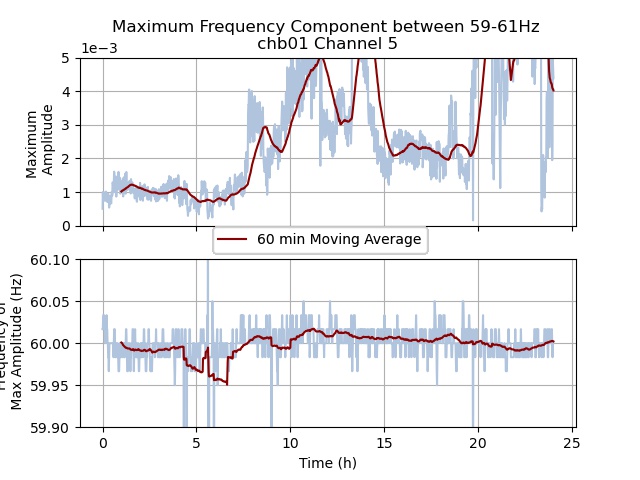 Maximum Frequency Component between 59-61Hz
chb01 Channel 5
1e−3
5
4
3
2
1
0
Maximum
Amplitude
60 min Moving Average
60.10
60.05
60.00
59.95
59.90
Frequency of
Max Amplitude (Hz)
0 5 10 15 20 25
Time (h)